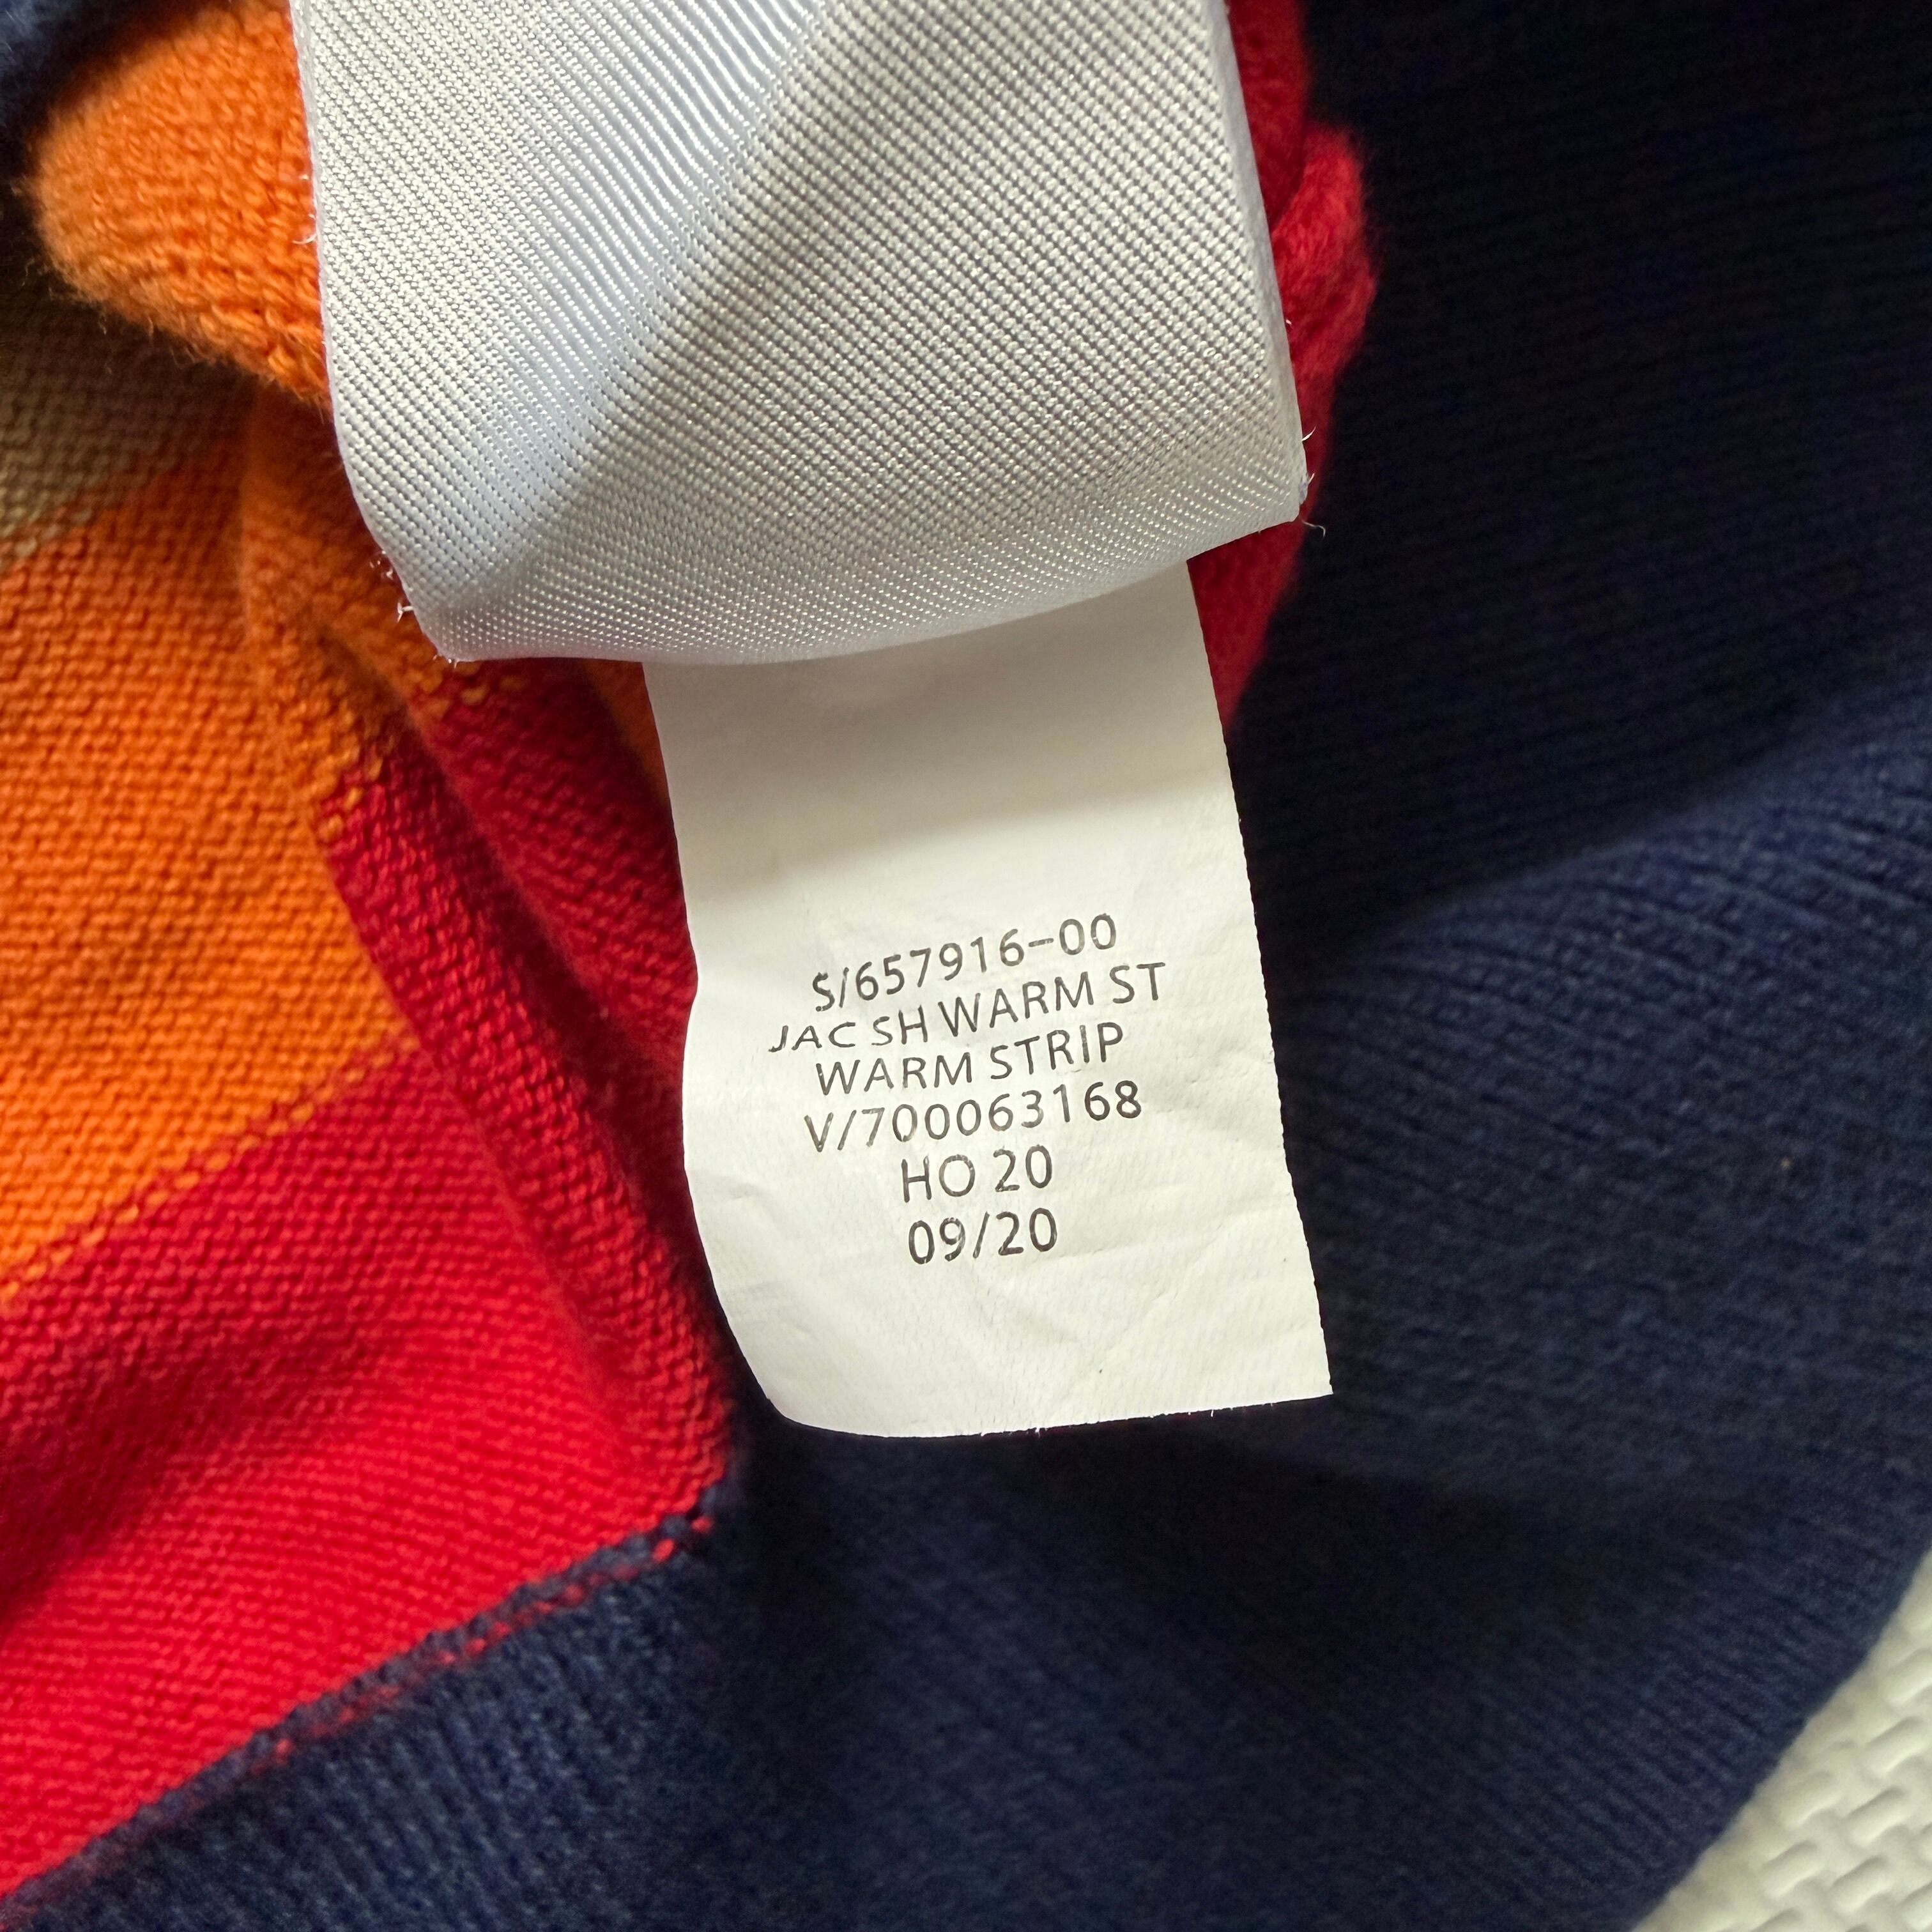 S/657916-00
JAC SH WARM ST
WARM STRIP
V/700063168
HO 20
09/20